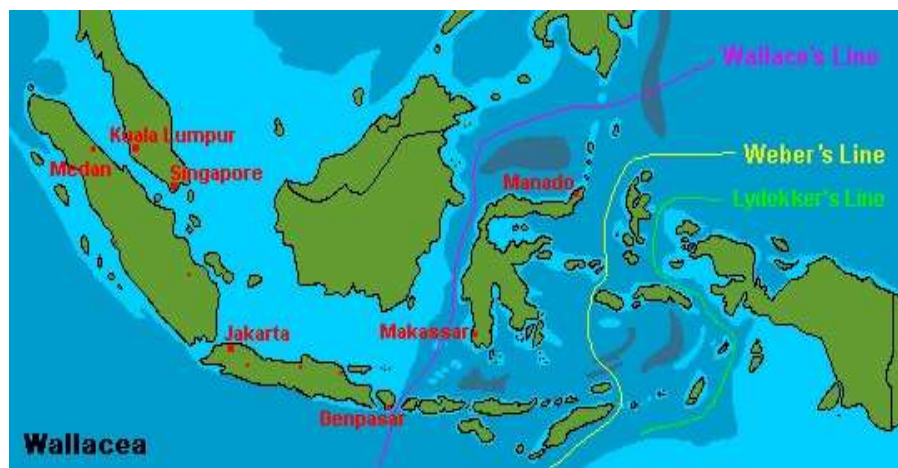 Wallace's Line
Kuala Lumpur
Medan
Singapore
Weber's Line
Manado
Lydekker's Line
Jakarta
Makassar
Denpasar
Wallacea